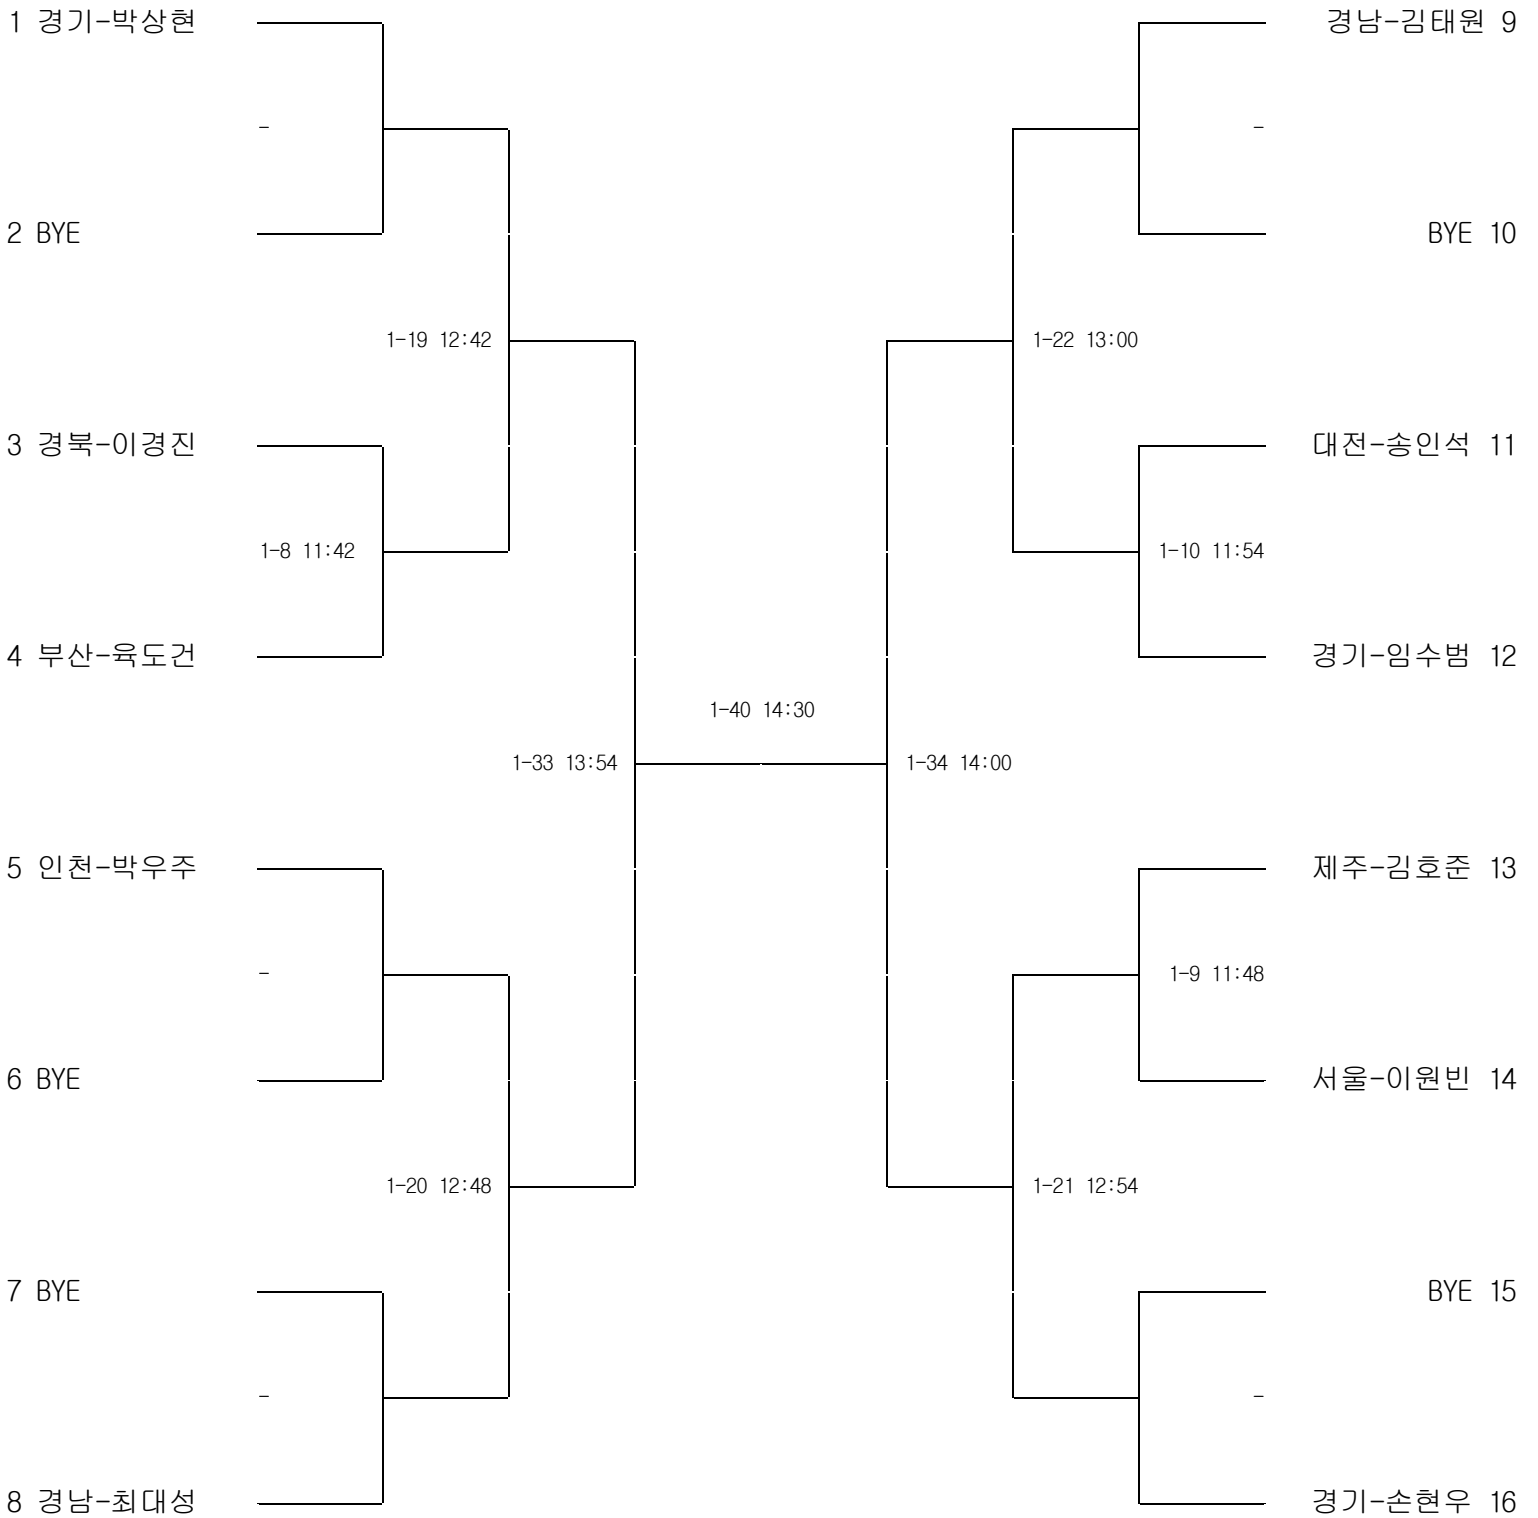 1 경기-박상현
경남-김태원 9
-
-
2 BYE
BYE 10
1-19 12:42
1-22 13:00
3 경북-이경진
대전-송인석 11
1-8 11:42
1-10 11:54
4 부산-육도건
경기-임수범 12
1-40 14:30
1-33 13:54
1-34 14:00
5 인천-박우주
제주-김호준 13
-
1-9 11:48
6 BYE
서울-이원빈 14
1-20 12:48
1-21 12:54
7 BYE
BYE 15
-
-
8 경남-최대성
경기-손현우 16